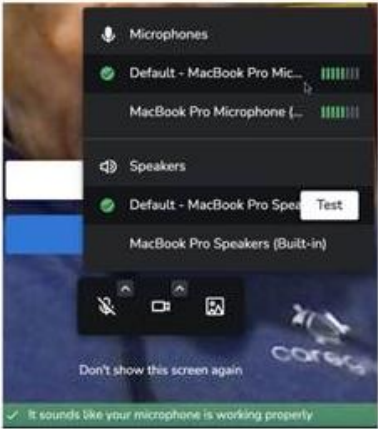 Microphones
Default - MacBook Pro Mic...
MacBook Pro Microphone (...
Speakers
Default - MacBook Pro Spea
Test
MacBook Pro Speakers (Built-in)
Don't show this screen again
It sounds like your microphone is working properly